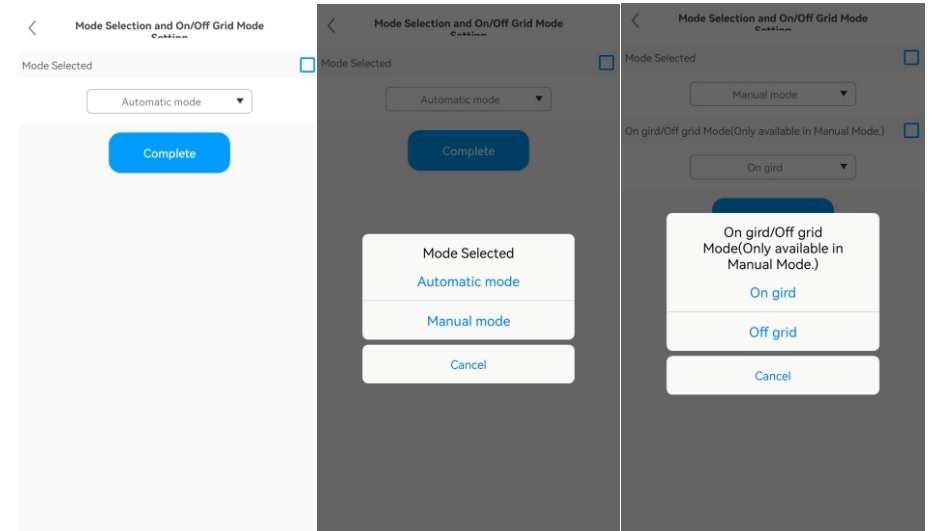 Mode Selection and On/Off Grid Mode
Setting
Mode Selected
Automatic mode
Complete
Mode Selection and On/Off Grid Mode
Setting
Mode Selected
Automatic mode
Complete
Mode Selected
Automatic mode
Manual mode
Cancel
Mode Selection and On/Off Grid Mode
Setting
Mode Selected
Manual mode
On gird/Off grid Mode(Only available in Manual Mode.)
On gird
On gird/Off grid
Mode(Only available in
Manual Mode.)
On gird
Off grid
Cancel